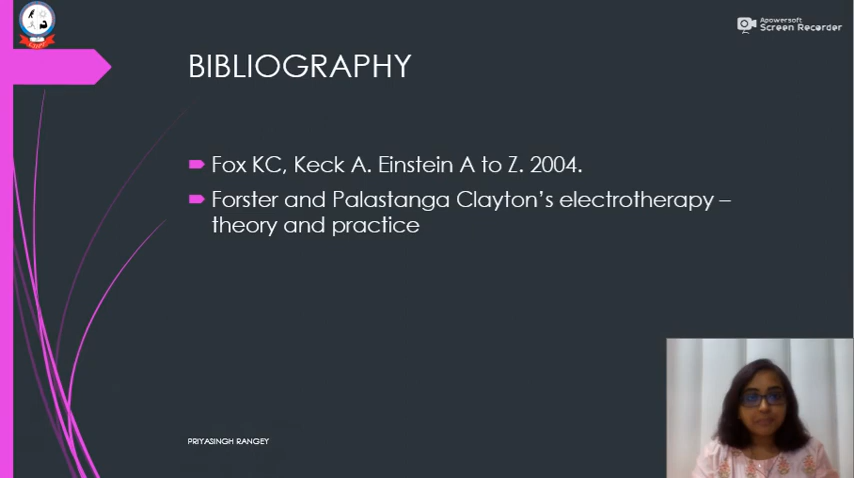 Apowersoft
Screen Recorder
BIBLIOGRAPHY
Fox KC, Keck A. Einstein A to Z. 2004.
Forster and Palastanga Clayton’s electrotherapy –
theory and practice
PRIYASINGH RANGEY